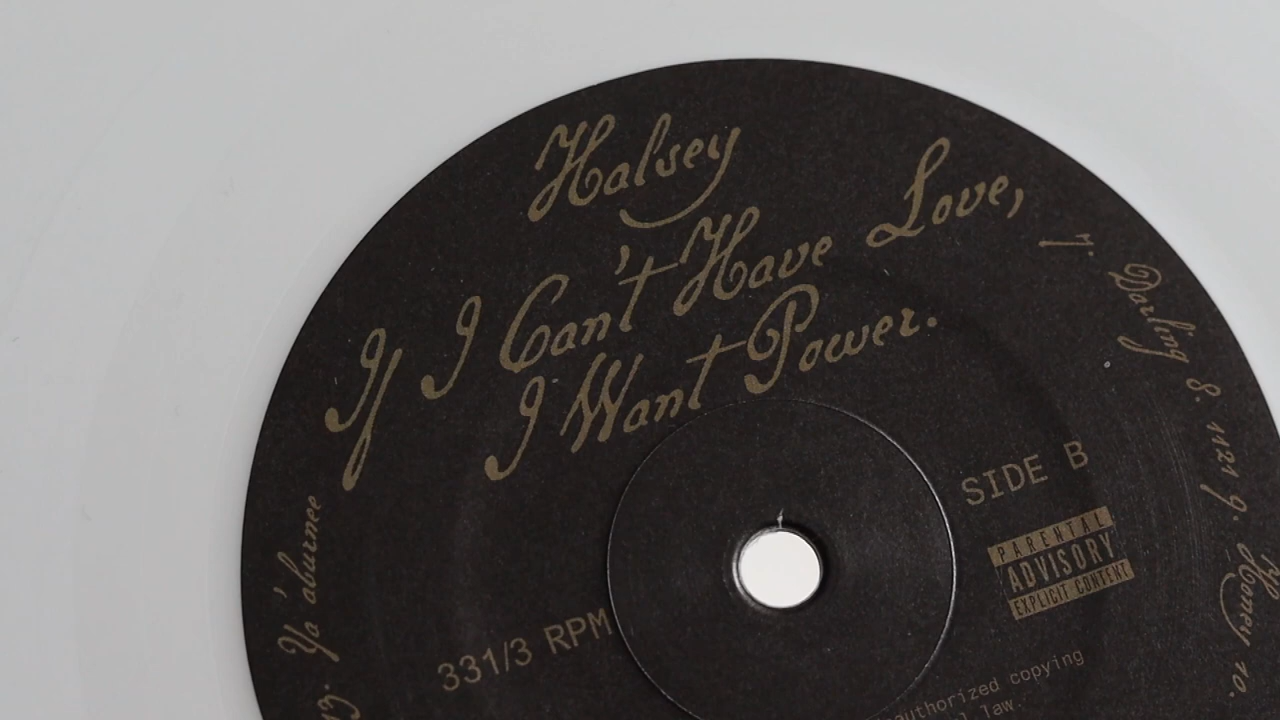 Halsey
If I Can't Have Love,
I Want Power.
7. Darling 8. 1121 9. Honey 10.
SIDE B
PARENTAL
ADVISORY
EXPLICIT CONTENT
331/3 RPM
13. Ya'aburnee
copying
law.